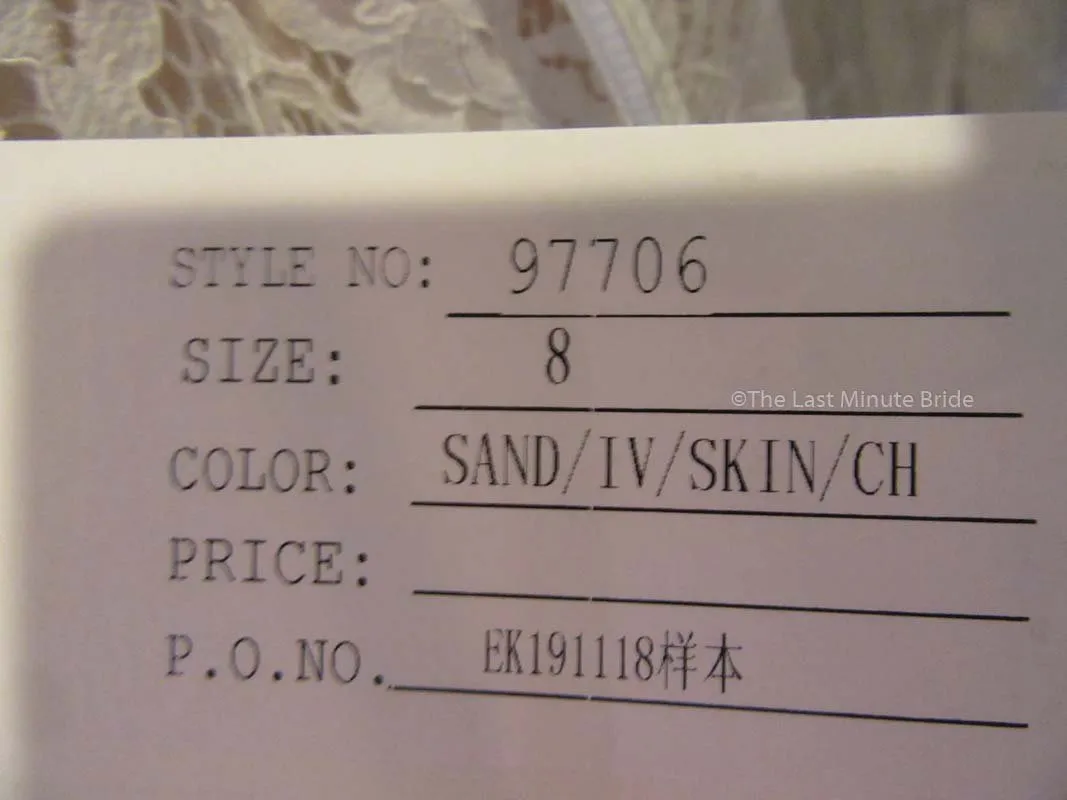 STYLE NO: 97706
SIZE: 8
©The Last Minute Bride
COLOR: SAND/IV/SKIN/CH
PRICE:
P.O.NO. EK191118样本